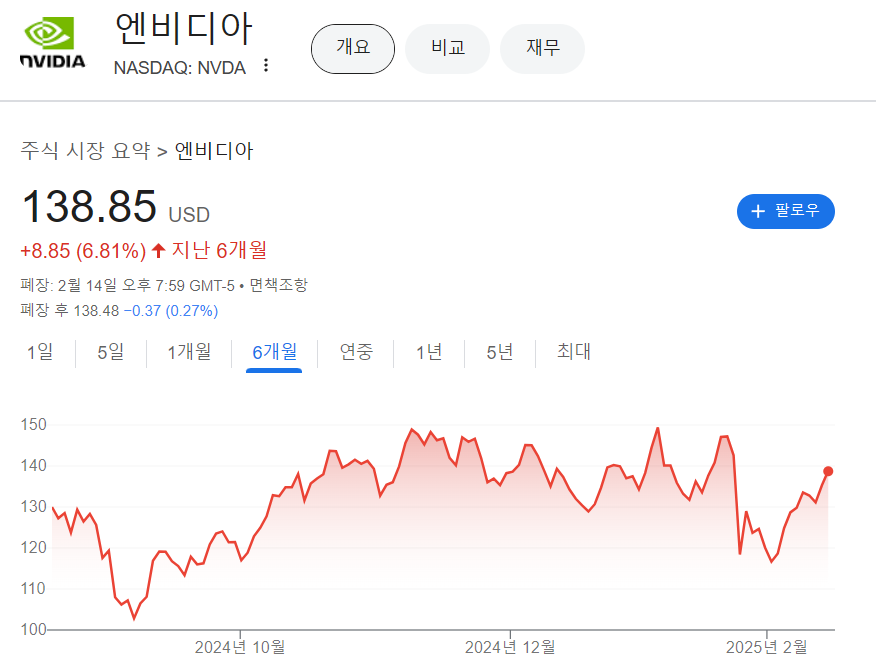 엔비디아
NVIDIA
NASDAQ: NVDA
개요
비교
재무
주식 시장 요약 > 엔비디아
138.85 USD
+ 팔로우
+8.85 (6.81%) ↑ 지난 6개월
폐장: 2월 14일 오후 7:59 GMT-5 • 면책조항
폐장 후 138.48 −0.37 (0.27%)
1일
5일
1개월
6개월
연중
1년
5년
최대
150
140
130
120
110
100
2024년 10월
2024년 12월
2025년 2월